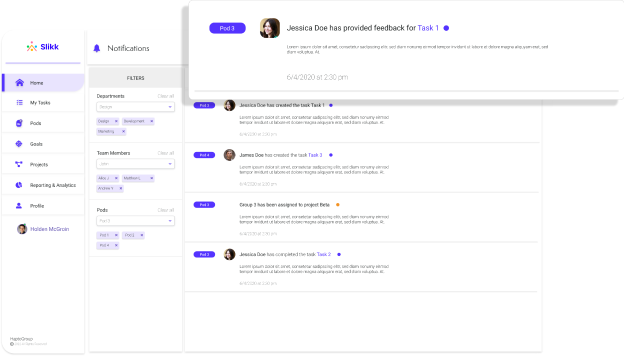 Pod 3
Jessica Doe has provided feedback for Task 1
Lorem ipsum dolor sit amet, consetetur sadipscing elitr, sed diam nonumy eirmod tempor invidunt ut labore et dolore magna aliquyam erat, sed
diam voluptua. At
6/4/2020 at 2:30 pm
Slikk
Notifications
Home
My Tasks
Pods
Goals
Projects
Reporting & Analytics
Profile
Holden McGroin
HaptoGroup
FILTERS
Departments
Clear all
Design
Design
Development
Marketing
Team Members
Clear all
John
Alex, J
Matthew L
Andrew Y.
Pods
Clear all
Pod 3
Pod 1
Pod 2
Pod 4
Pod 3
Jessica Doe has created the task Task 1
Lorem ipsum dolor sit amet, consetetur sadipscing elitr, sed diam nonumy eirmod
tempor invidunt ut labore et dolore magna aliquyam erat, sed diam voluptua. At
6/4/2020 at 2:30 pm
Pod 4
James Doe has created the task Task 3
Lorem ipsum dolor sit amet, consetetur sadipscing elitr, sed diam nonumy eirmod
tempor invidunt ut labore et dolore magna aliquyam erat, sed diam voluptua. At
6/4/2020 at 2:30 pm
Pod 3
Group 3 has been assigned to project Beta
Lorem ipsum dolor sit amet, consetetur sadipscing elitr, sed diam nonumy eirmod
tempor invidunt ut labore et dolore magna aliquyam erat, sed diam voluptua. At
6/4/2020 at 2:30 pm
Pod 3
Jessica Doe has completed the task Task 2
Lorem ipsum dolor sit amet, consetetur sadipscing elitr, sed diam nonumy eirmod
tempor invidunt ut labore et dolore magna aliquyam erat, sed diam voluptua. At
6/4/2020 at 2:30 pm